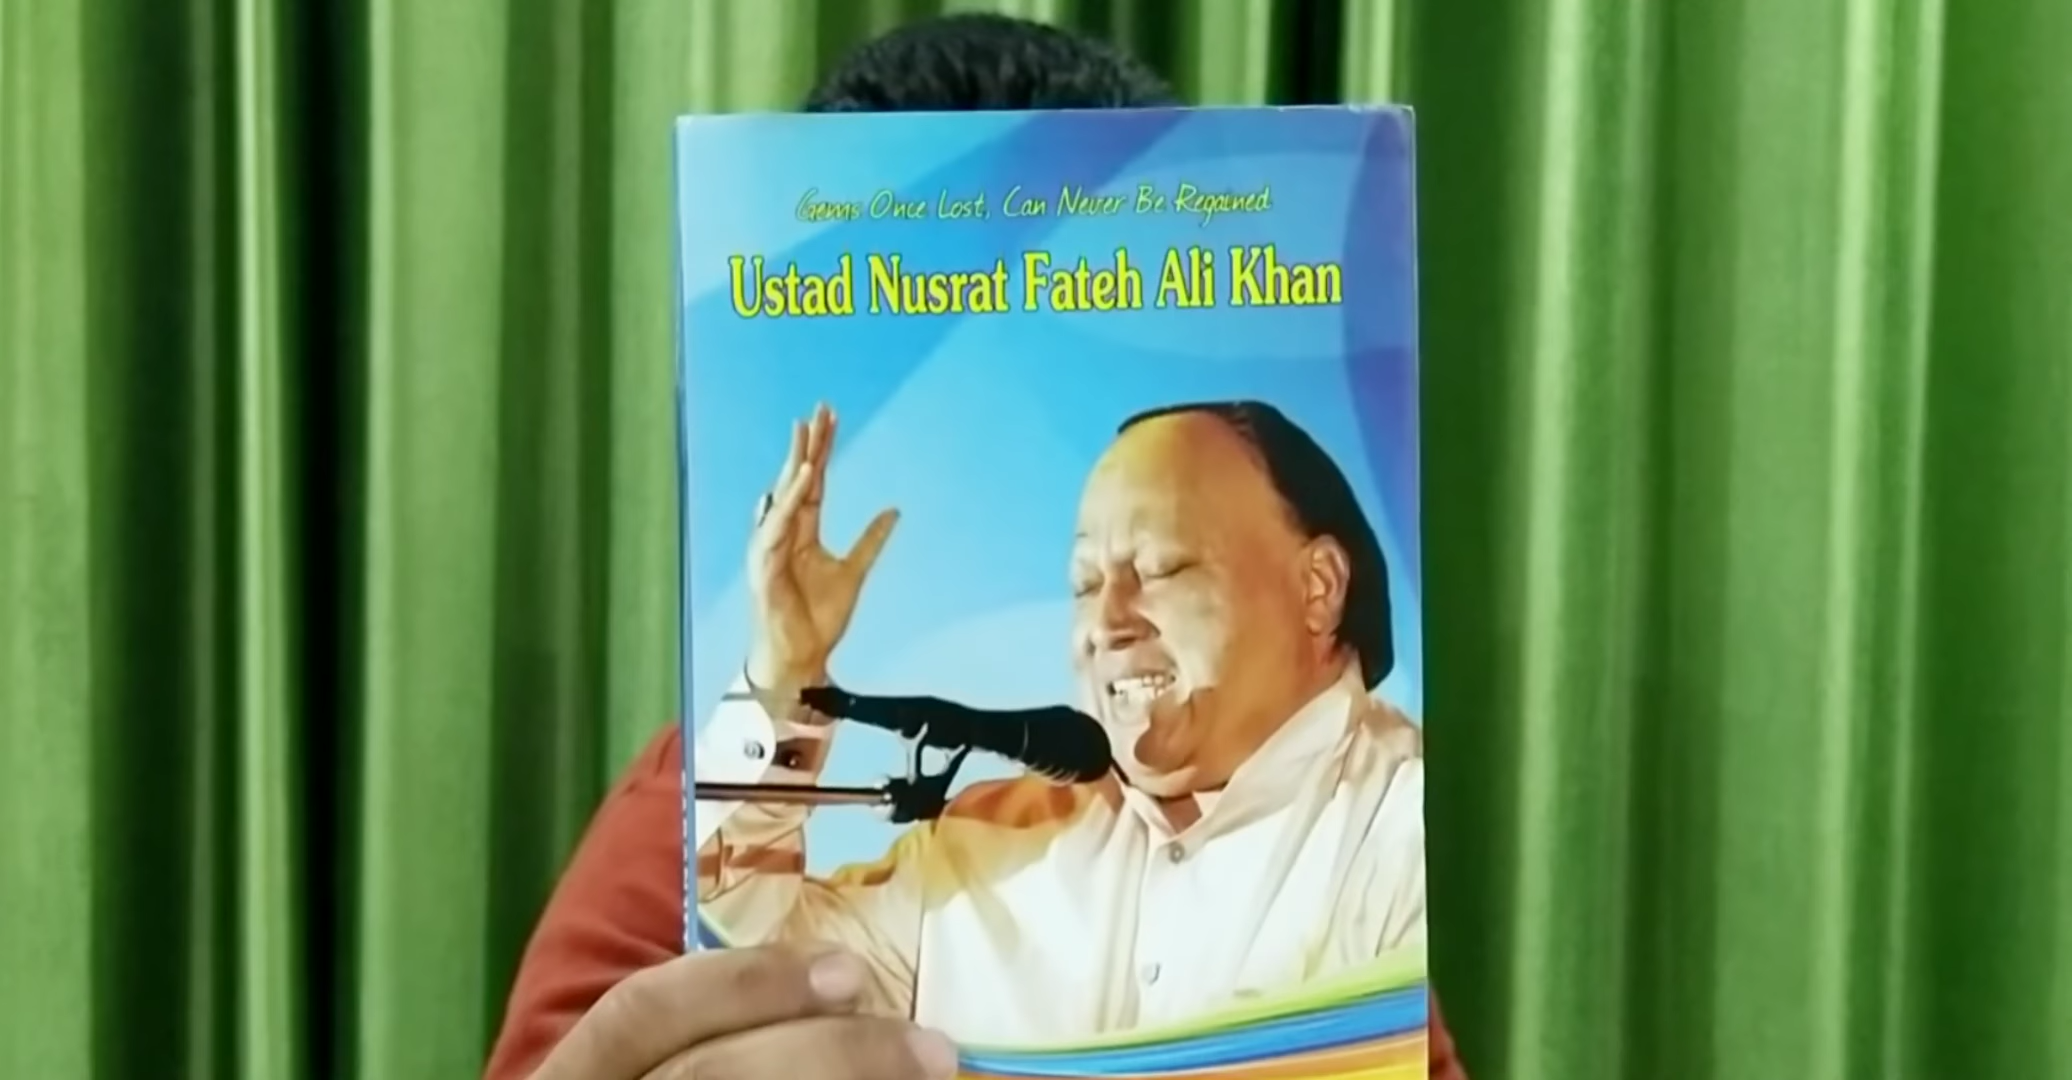 Gems Once Lost, Can Never Be Regained
Ustad Nusrat Fateh Ali Khan